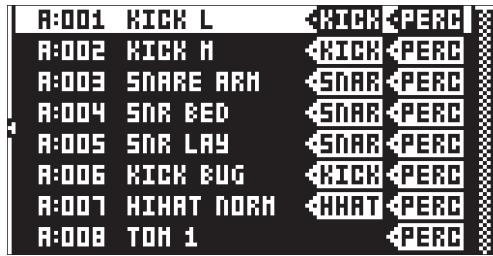 A:001 KICK L KICK PERC
A:002 KICK M KICK PERC
A:003 SNARE ARM SNAR PERC
A:004 SNR BED SNAR PERC
A:005 SNR LAY SNAR PERC
A:006 KICK BUG KICK PERC
A:007 HIHAT NORM HHAT PERC
A:008 TOM 1 PERC